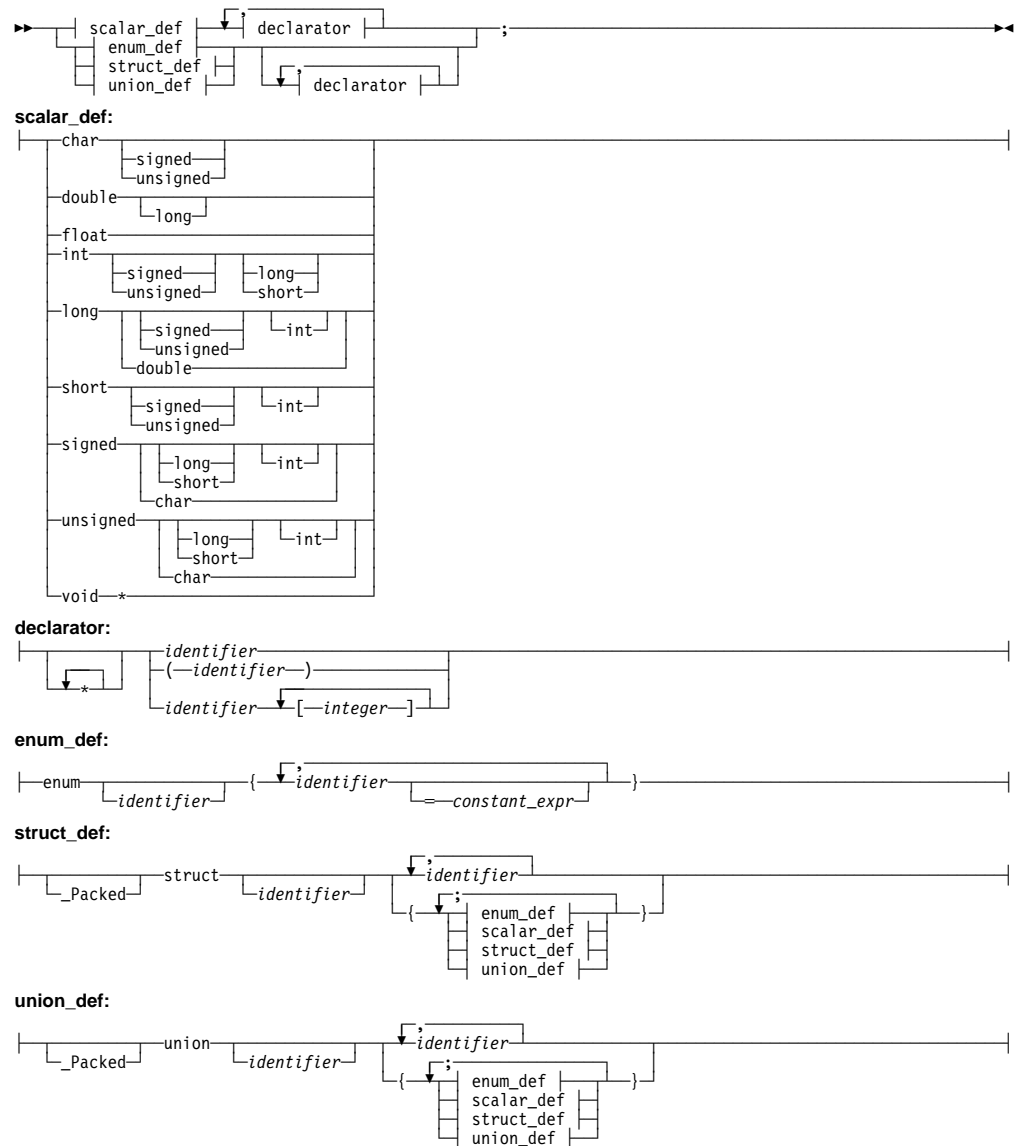 ,
scalar_def declarator ;
enum_def
struct_def ,
union_def declarator
scalar_def:
char
signed
unsigned
double
long
float
int
signed long
unsigned short
long
signed int
unsigned
double
short
signed int
unsigned
signed
long int
short
char
unsigned
long int
short
char
void *
declarator:
identifier
( identifier )
*
identifier [ integer ]
enum_def:
,
enum { identifier }
identifier = constant_expr
struct_def:
,
struct identifier
_Packed identifier ;
{ enum_def }
scalar_def
struct_def
union_def
union_def:
,
union identifier
_Packed identifier ;
{ enum_def }
scalar_def
struct_def
union_def